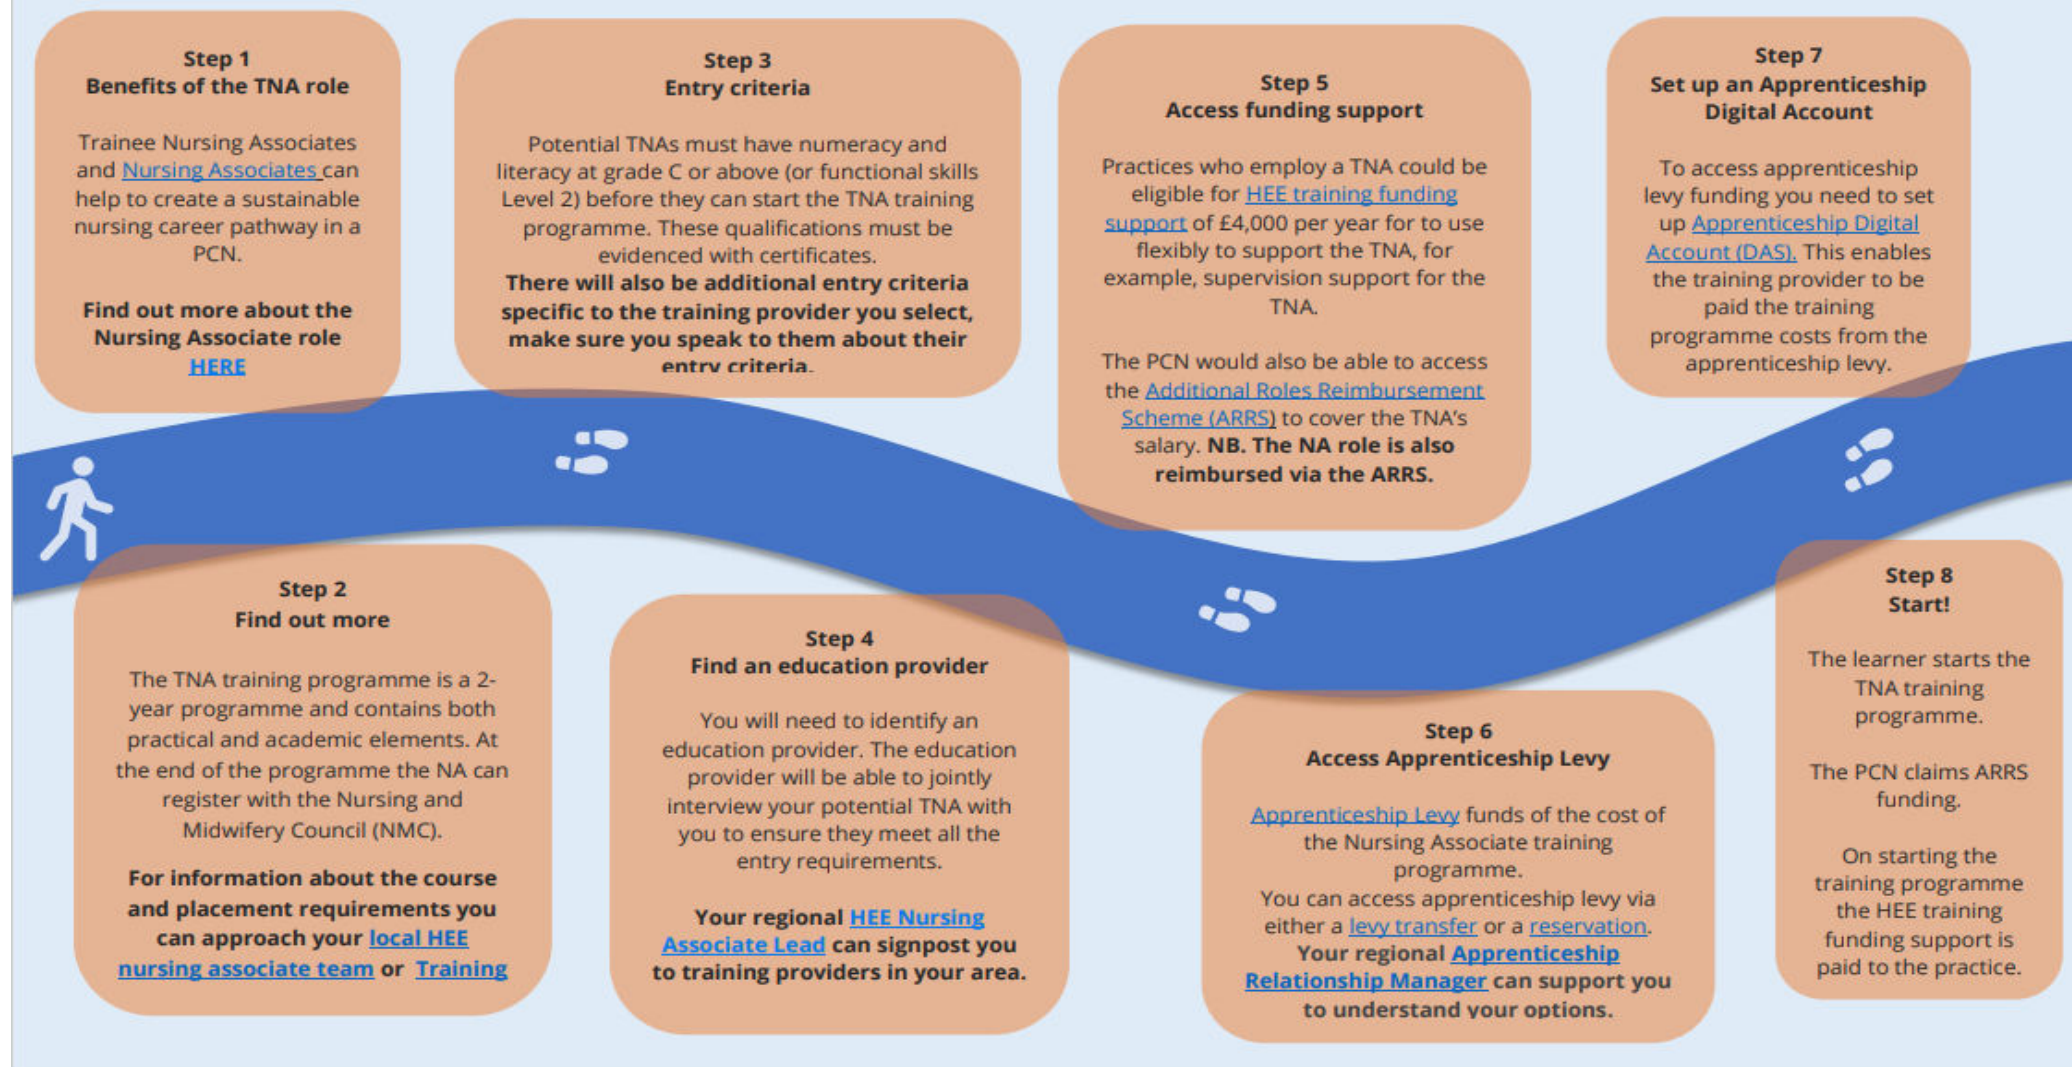 Step 1
Benefits of the TNA role
Trainee Nursing Associates
and Nursing Associates can
help to create a sustainable
nursing career pathway in a
PCN.
Find out more about the
Nursing Associate role
HERE
Step 2
Find out more
The TNA training programme is a 2-
year programme and contains both
practical and academic elements. At
the end of the programme the NA can
register with the Nursing and
Midwifery Council (NMC).
For information about the course
and placement requirements you
can approach your local HEE
nursing associate team or Training
Step 3
Entry criteria
Potential TNAs must have numeracy and
literacy at grade C or above (or functional skills
Level 2) before they can start the TNA training
programme. These qualifications must be
evidenced with certificates.
There will also be additional entry criteria
specific to the training provider you select,
make sure you speak to them about their
entry criteria.
Step 4
Find an education provider
You will need to identify an
education provider. The education
provider will be able to jointly
interview your potential TNA with
you to ensure they meet all the
entry requirements.
Your regional HEE Nursing
Associate Lead can signpost you
to training providers in your area.
Step 5
Access funding support
Practices who employ a TNA could be
eligible for HEE training funding
support of £4,000 per year for to use
flexibly to support the TNA, for
example, supervision support for the
TNA.
The PCN would also be able to access
the Additional Roles Reimbursement
Scheme (ARRS) to cover the TNA's
salary. NB. The NA role is also
reimbursed via the ARRS.
Step 6
Access Apprenticeship Levy
Apprenticeship Levy funds of the cost of
the Nursing Associate training
programme.
You can access apprenticeship levy via
either a levy transfer or a reservation.
Your regional Apprenticeship
Relationship Manager can support you
to understand your options.
Step 7
Set up an Apprenticeship
Digital Account
To access apprenticeship
levy funding you need to set
up Apprenticeship Digital
Account (DAS). This enables
the training provider to be
paid the training
programme costs from the
apprenticeship levy.
Step 8
Start!
The learner starts the
TNA training
programme.
The PCN claims ARRS
funding.
On starting the
training programme
the HEE training
funding support is
paid to the practice.